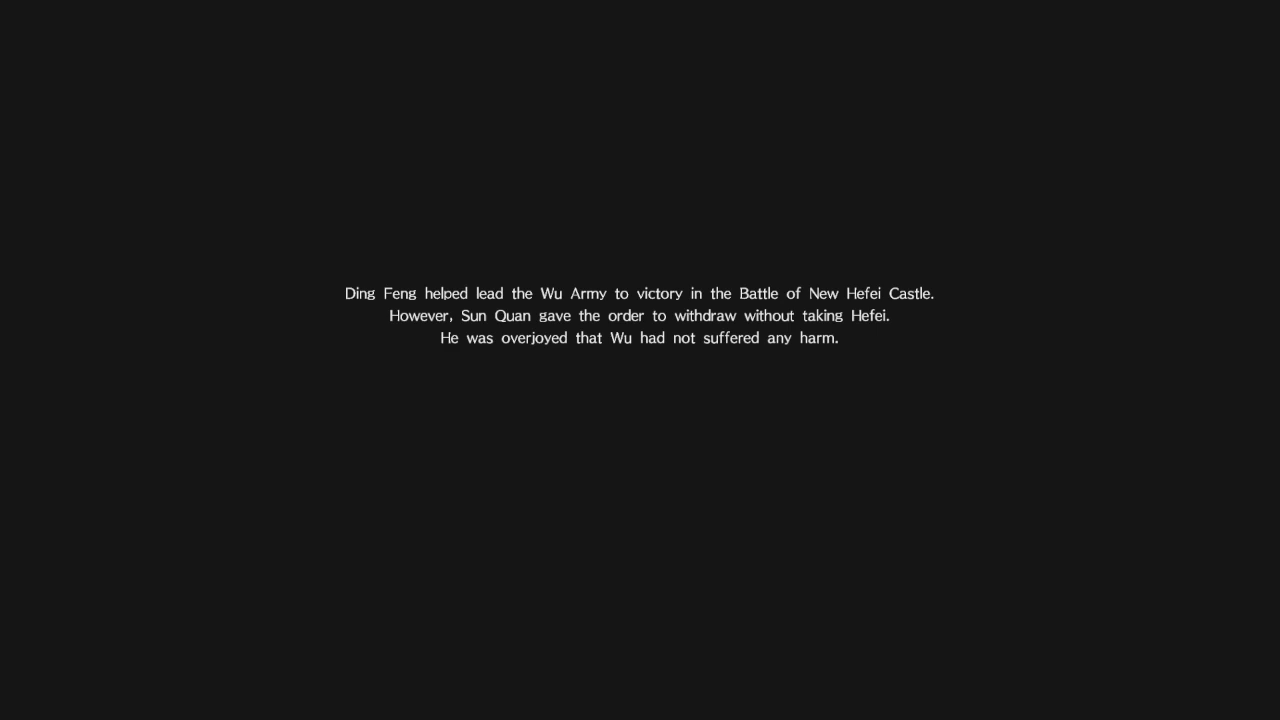 Ding Feng helped lead the Wu Army to victory in the Battle of New Hefei Castle.
However, Sun Quan gave the order to withdraw without taking Hefei.
He was overjoyed that Wu had not suffered any harm.